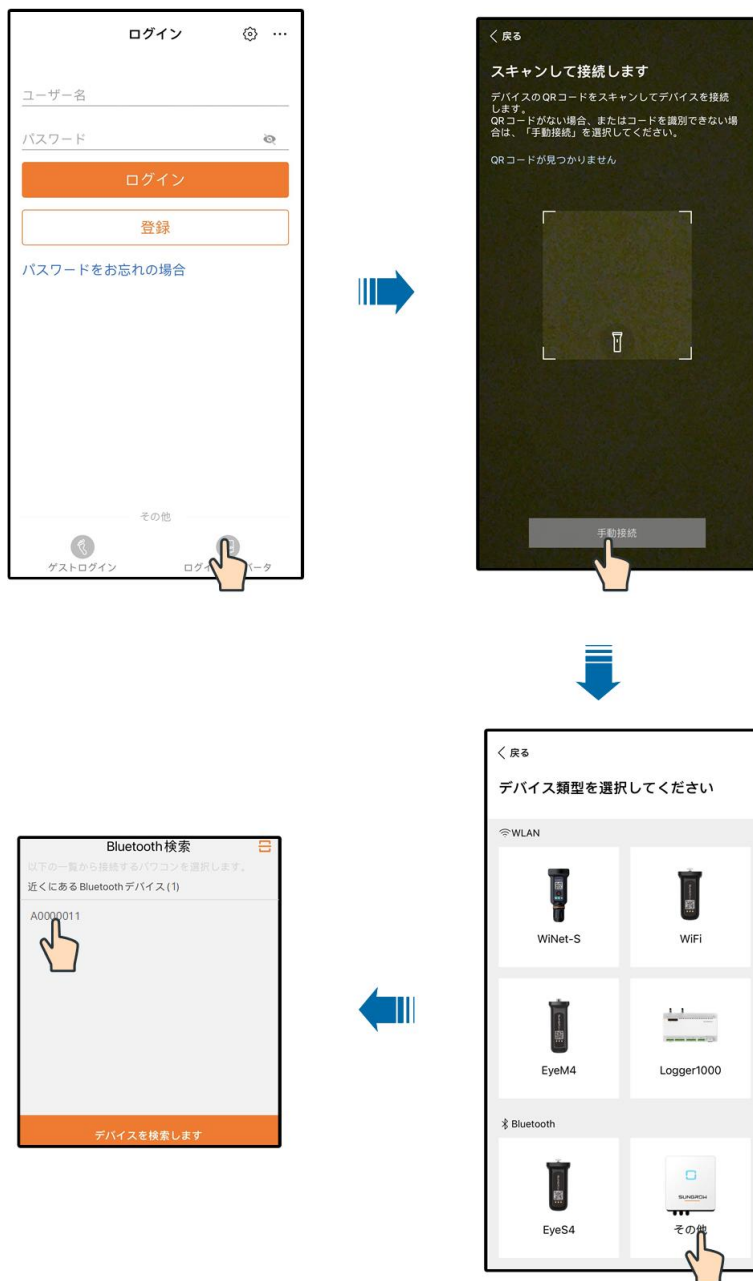 ログイン
ユーザー名
パスワード
ログイン
登録
パスワードをお忘れの場合
その他
ゲストログイン
ログイ ータ
戻る
スキャンして接続します
デバイスのQRコードをスキャンしてデバイスを接続
します。
QRコードがない場合、またはコードを識別できない場
合は、「手動接続」を選択してください。
QRコードが見つかりません
手動接続
戻る
デバイス類型を選択してください
WLAN
WiNet-S
WiFi
EyeM4
Logger1000
Bluetooth
EyeS4
SUNGROW
その他
Bluetooth検索
以下の一覧から接続するパワコンを選択します。
近くにあるBluetoothデバイス(1)
A0000011
デバイスを検索します